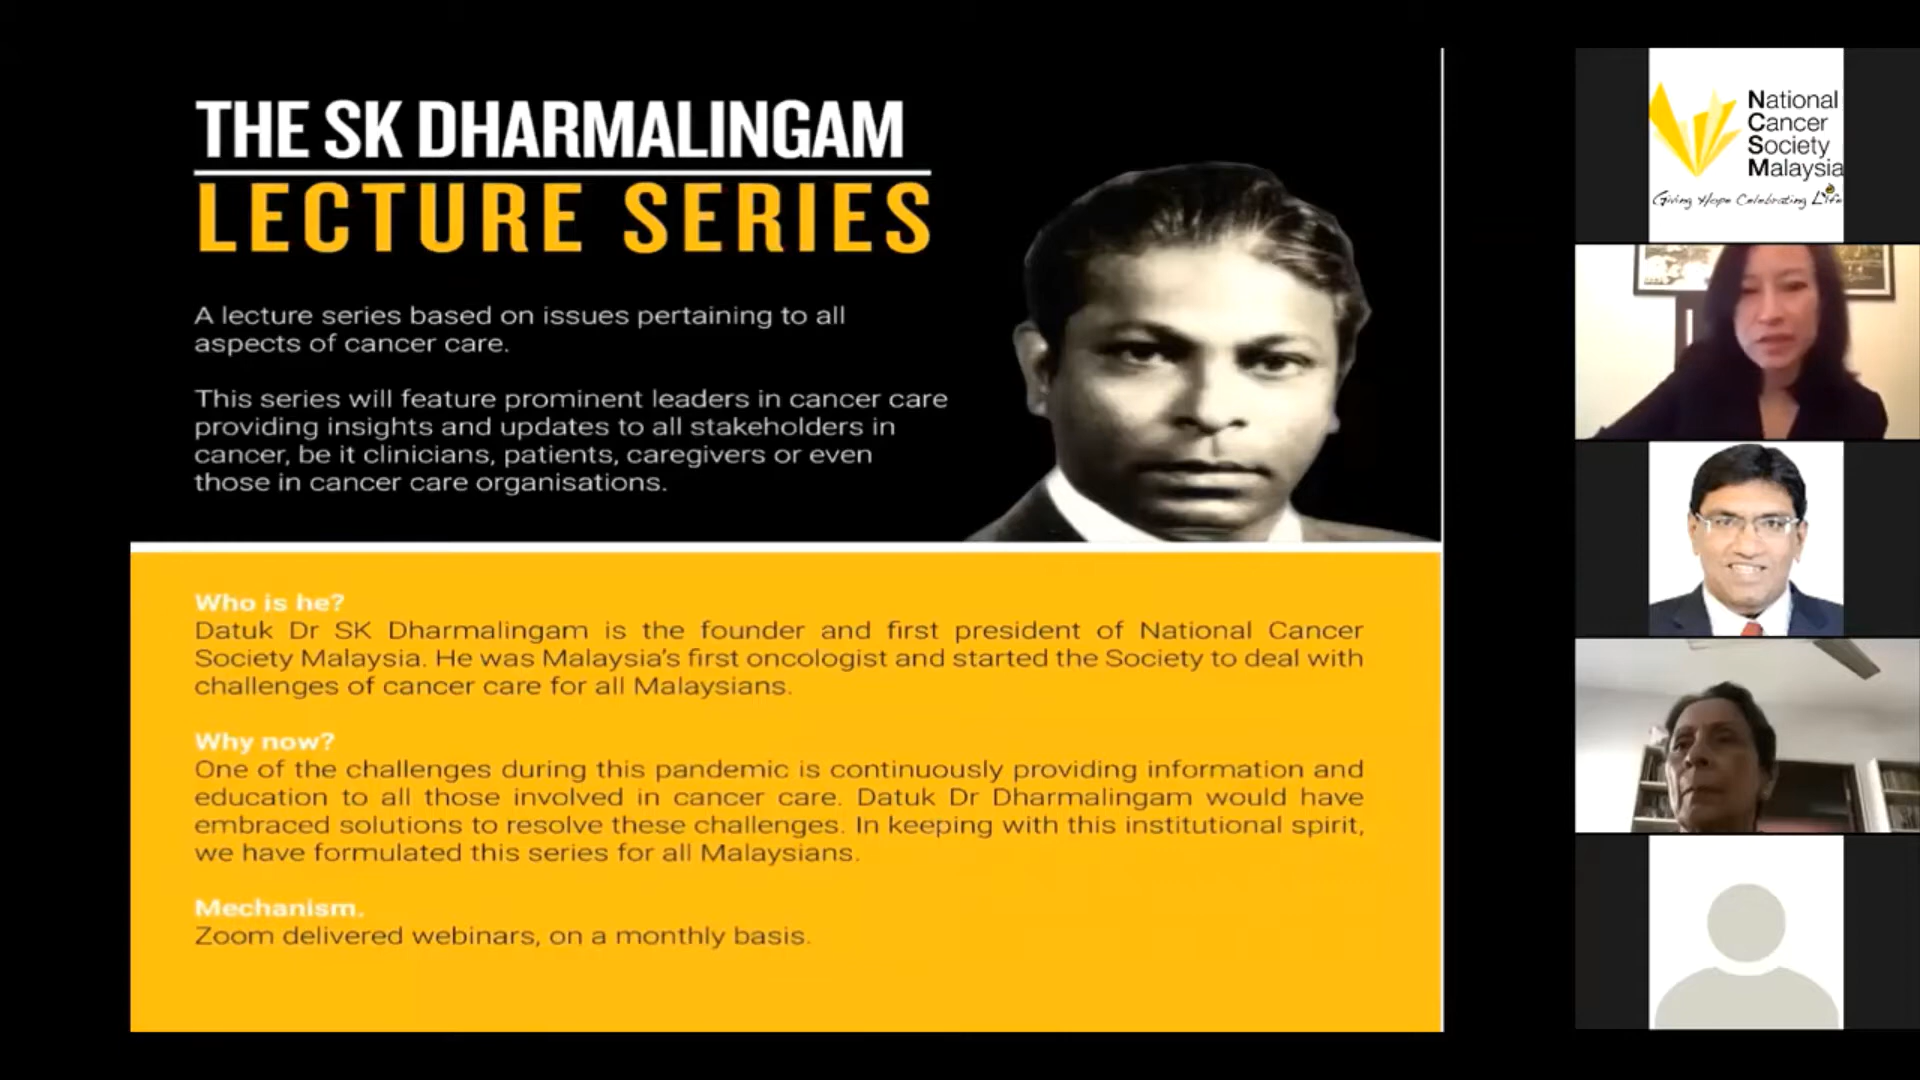 THE SK DHARMALINGAM
LECTURE SERIES
A lecture series based on issues pertaining to all
aspects of cancer care.
This series will feature prominent leaders in cancer care
providing insights and updates to all stakeholders in
cancer, be it clinicians, patients, caregivers or even
those in cancer care organisations.
Who is he?
Datuk Dr SK Dharmalingam is the founder and first president of National Cancer
Society Malaysia. He was Malaysia's first oncologist and started the Society to deal with
challenges of cancer care for all Malaysians.
Why now?
One of the challenges during this pandemic is continuously providing information and
education to all those involved in cancer care. Datuk Dr Dharmalingam would have
embraced solutions to resolve these challenges. In keeping with this institutional spirit,
we have formulated this series for all Malaysians.
Mechanism.
Zoom delivered webinars, on a monthly basis.
National
Cancer
Society
Malaysia
Giving Hope Celebrating Life